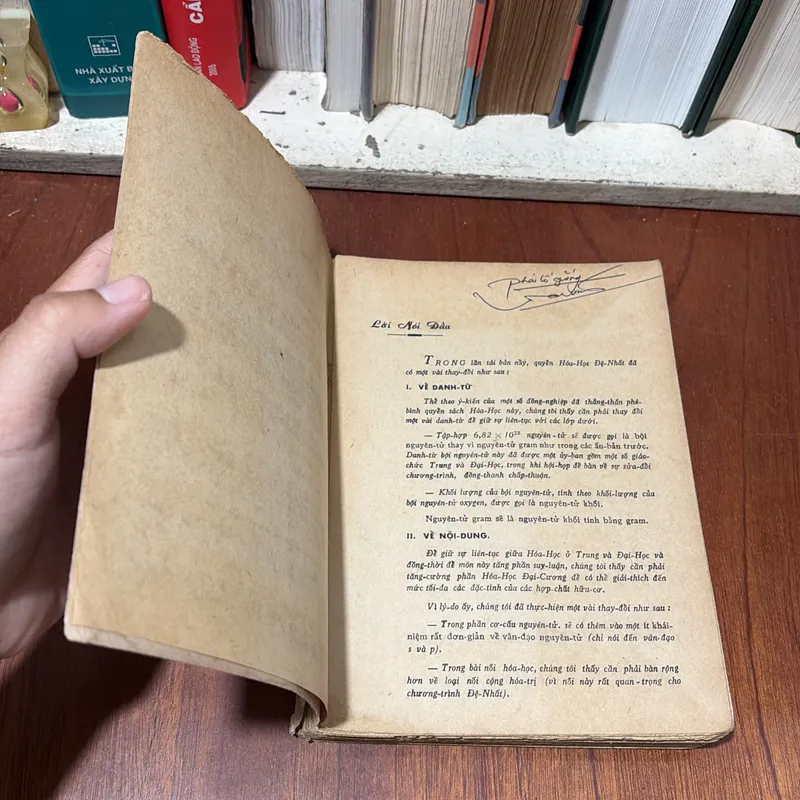 NHÀ XUẤT B
XÂY DỰN
CẨ
AN LAO ĐỘNG
Phải cố gắng
Lời Nói Đầu
TRONG lần tái bản nầy, quyển Hóa-Học Đệ-Nhất đã
có một vài thay-đổi như sau :
I. VỀ DANH-TỪ
Thể theo ý-kiến của một số đồng-nghiệp đã thẳng-thắn phê-
bình quyển sách Hóa-Học này, chúng tôi thấy cần phải thay đổi
một vài danh-từ để giữ sự liên-tục với các lớp dưới.
— Tập-hợp 6,82 × 10²³ nguyên-tử sẽ được gọi là bội
nguyên-tử thay vì nguyên-tử gram như trong các ấn-bản trước.
Danh-từ bội nguyên-tử này đã được một ủy-ban gồm một số giáo-
chức Trung và Đại-Học, trong khi hội-họp để bàn về sự sửa-đổi
chương-trình, đồng-thanh chấp-thuận.
— Khối lượng của bội nguyên-tử, tính theo khối-lượng của
bội nguyên-tử oxygen, được gọi là nguyên-tử khối.
Nguyên-tử gram sẽ là nguyên-tử khối tính bằng gram.
II. VỀ NỘI-DUNG.
Để giữ sự liên-tục giữa Hóa-Học ở Trung và Đại-Học và
đồng-thời để môn này tăng phần suy-luận, chúng tôi thấy cần phải
tăng-cường phần Hóa-Học Đại-Cương để có thể giải-thích đến
mức tối-đa các đặc-tính của các hợp-chất hữu-cơ.
Vì lý-do ấy, chúng tôi đã thực-hiện một vài thay-đổi như sau :
— Trong phần cơ-cấu nguyên-tử. sẽ có thêm vào một ít khái-
niệm rất đơn-giản về vân-đạo nguyên-tử (chỉ nói đến vân-đạo
s và p).
— Trong bài nối hóa-học, chúng tôi thấy cần phải bàn rộng
hơn về loại nối cộng hóa-trị (vì nối này rất quan-trọng cho
chương-trình Đệ-Nhất).